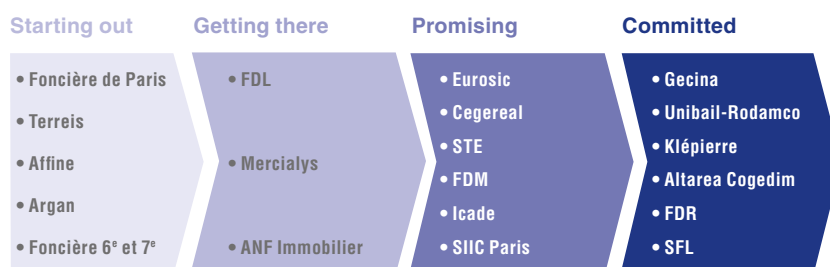 Starting out
• Foncière de Paris
• Terreis
• Affine
• Argan
• Foncière 6e et 7e
Getting there
• FDL
• Mercialys
• ANF Immobilier
Promising
• Eurosic
• Cegereal
• STE
• FDM
• Icade
• SIIC Paris
Committed
• Gecina
• Unibail-Rodamco
• Klépierre
• Altarea Cogedim
• FDR
• SFL